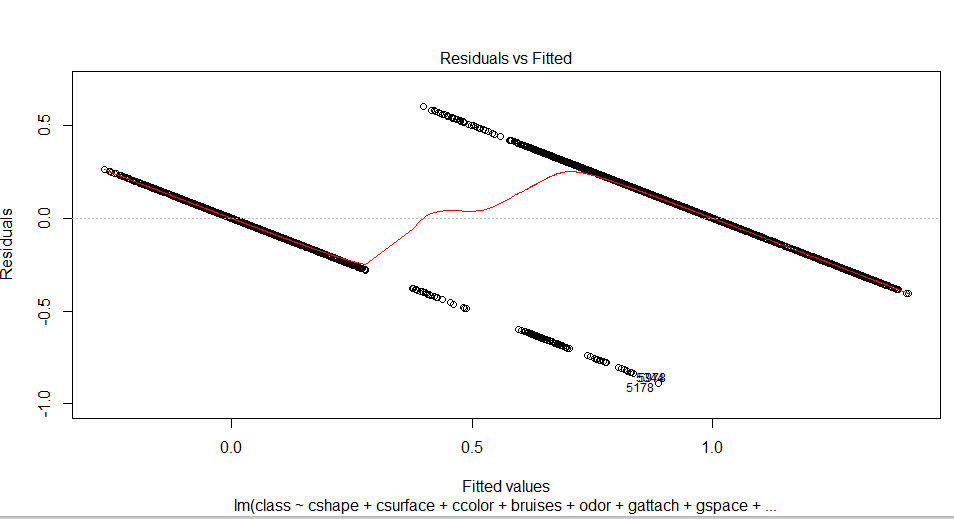 Residuals vs Fitted
0.5
0.0
-0.5
-1.0
Residuals
5178
0.0 0.5 1.0
Fitted values
lm(class ~ cshape + csurface + ccolor + bruises + odor + gattach + gspace + ...